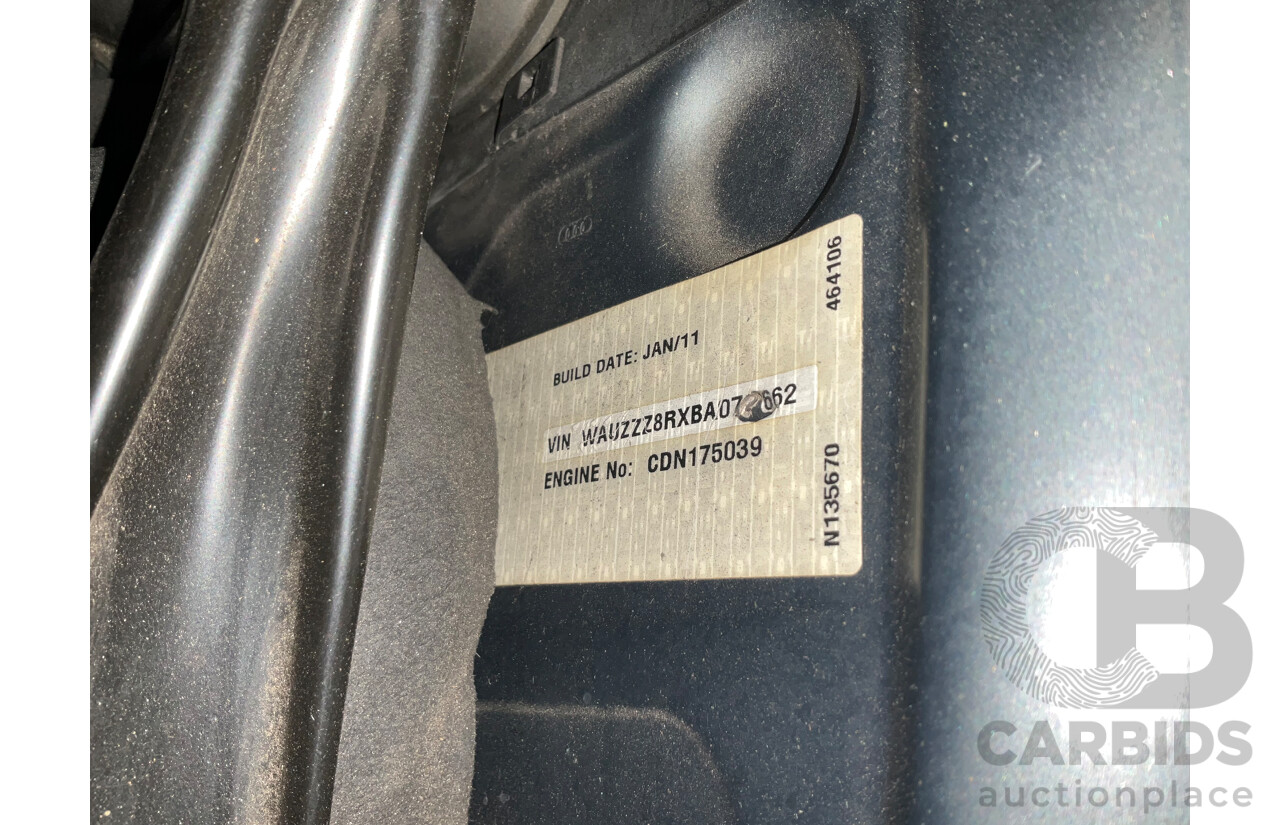 BUILD DATE: JAN/11
VIN
ENGINE No: CDN175039
464106
N135670
CARBIDS
auctionplace